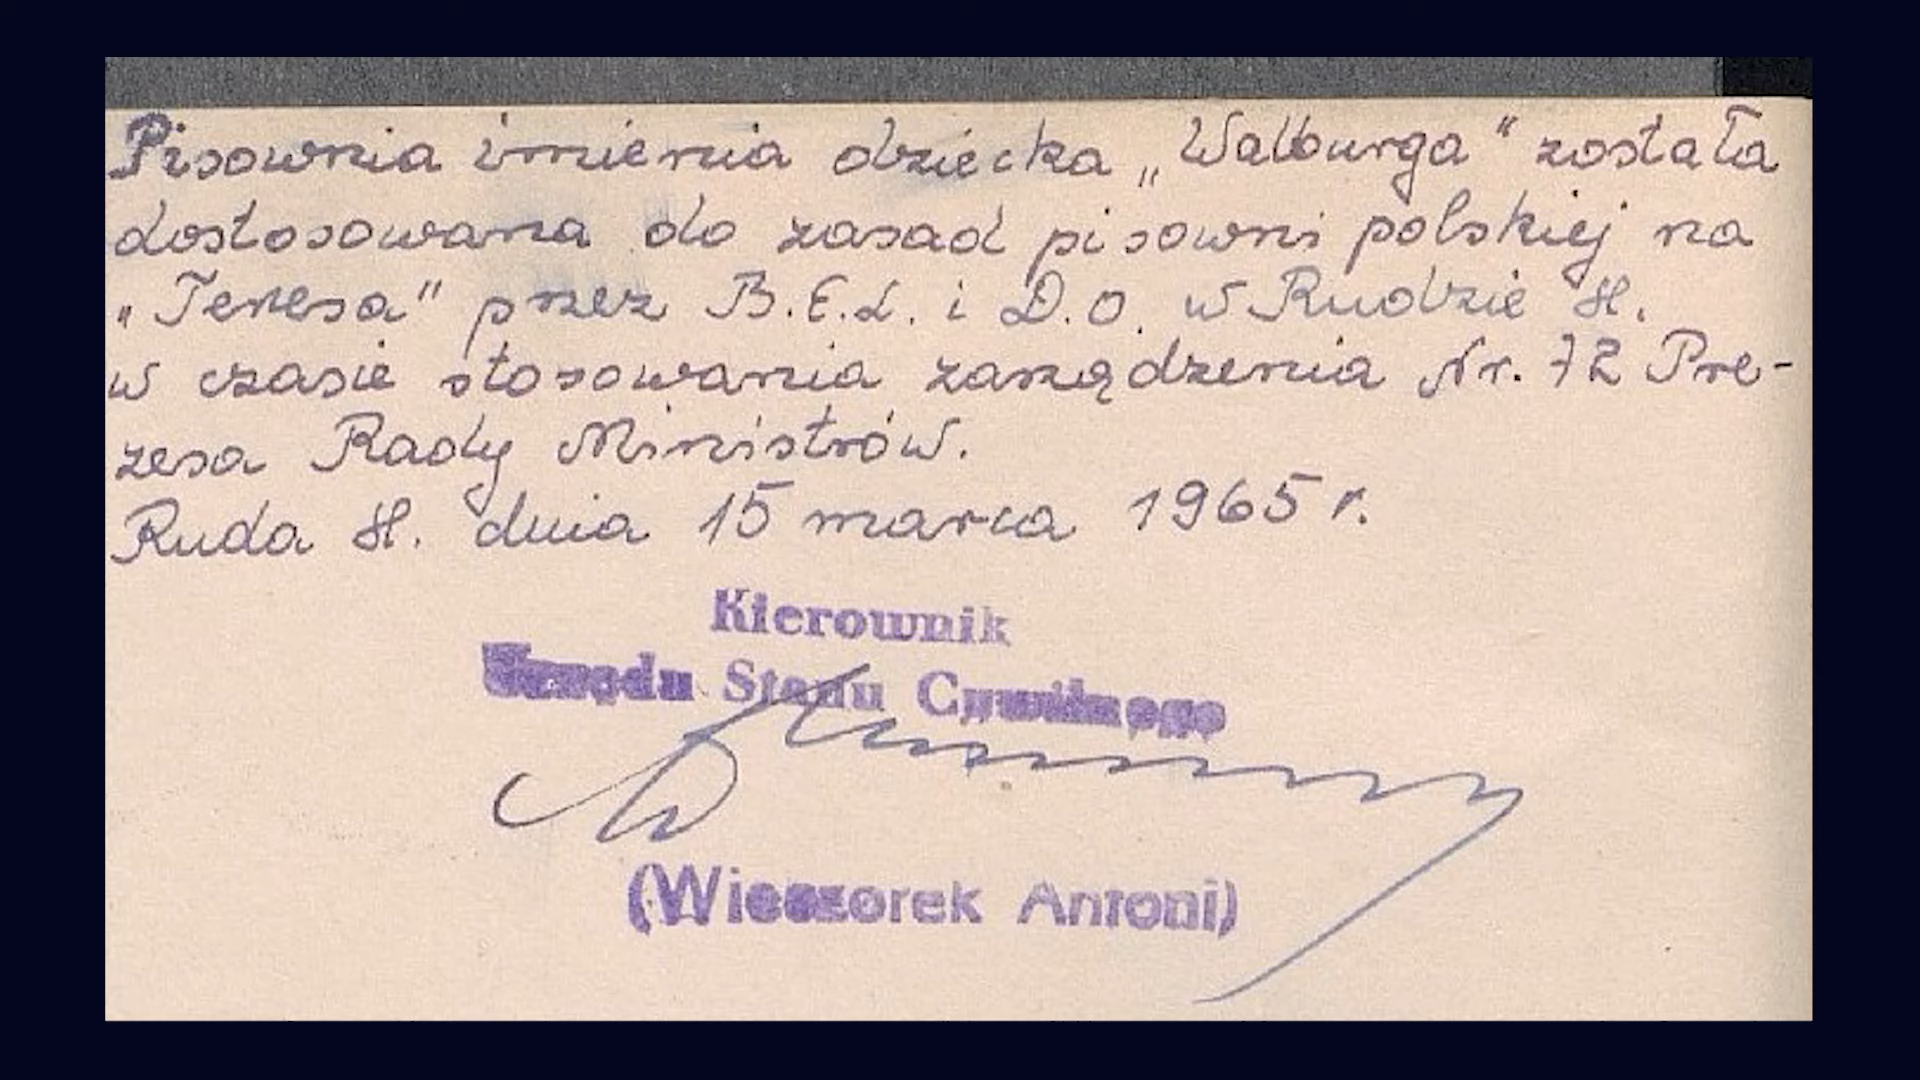 Pisownia imienia dziecka „Walburga" została
dostosowana do zasad pisowni polskiej na
„Teresa" przez B.E.L. i D.O. w Rudzie Śl.
w czasie stosowania zarządzenia Nr. 72 Pre-
zesa Rady Ministrów.
Ruda Śl. dnia 15 marca 1965 r.
Kierownik
Urzędu Stanu Cywilnego
(Wieczorek Antoni)